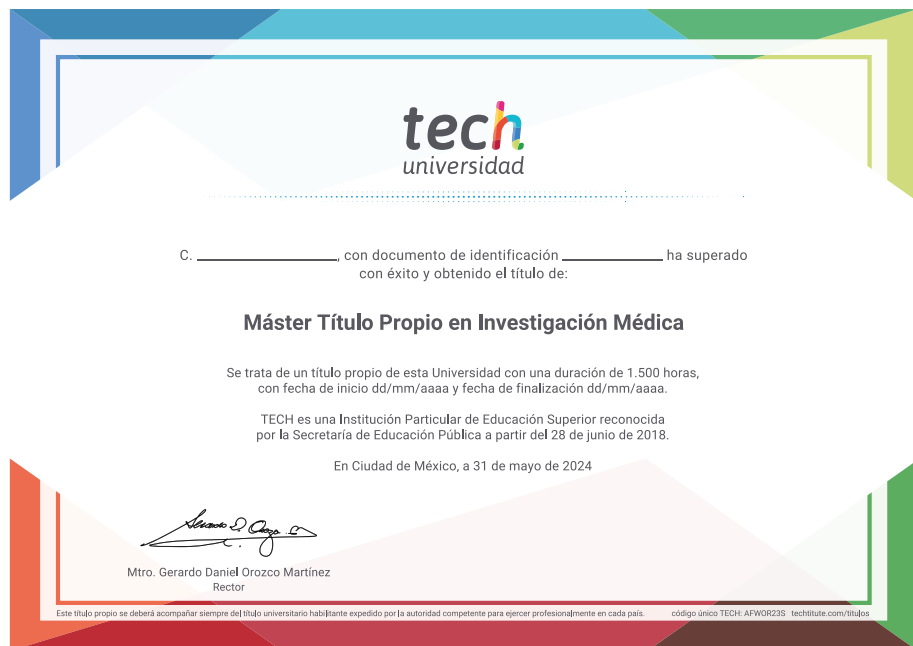 tech
universidad
C. ____________, con documento de identificación ____________ ha superado
con éxito y obtenido el título de:
Máster Título Propio en Investigación Médica
Se trata de un título propio de esta Universidad con una duración de 1.500 horas,
con fecha de inicio dd/mm/aaaa y fecha de finalización dd/mm/aaaa.
TECH es una Institución Particular de Educación Superior reconocida
por la Secretaría de Educación Pública a partir del 28 de junio de 2018.
En Ciudad de México, a 31 de mayo de 2024
Mtro. Gerardo Daniel Orozco Martínez
Rector
Este título propio se deberá acompañar siempre del título universitario habilitante expedido por la autoridad competente para ejercer profesionalmente en cada país. código único TECH: AFWOR23S techtitute.com/titulos